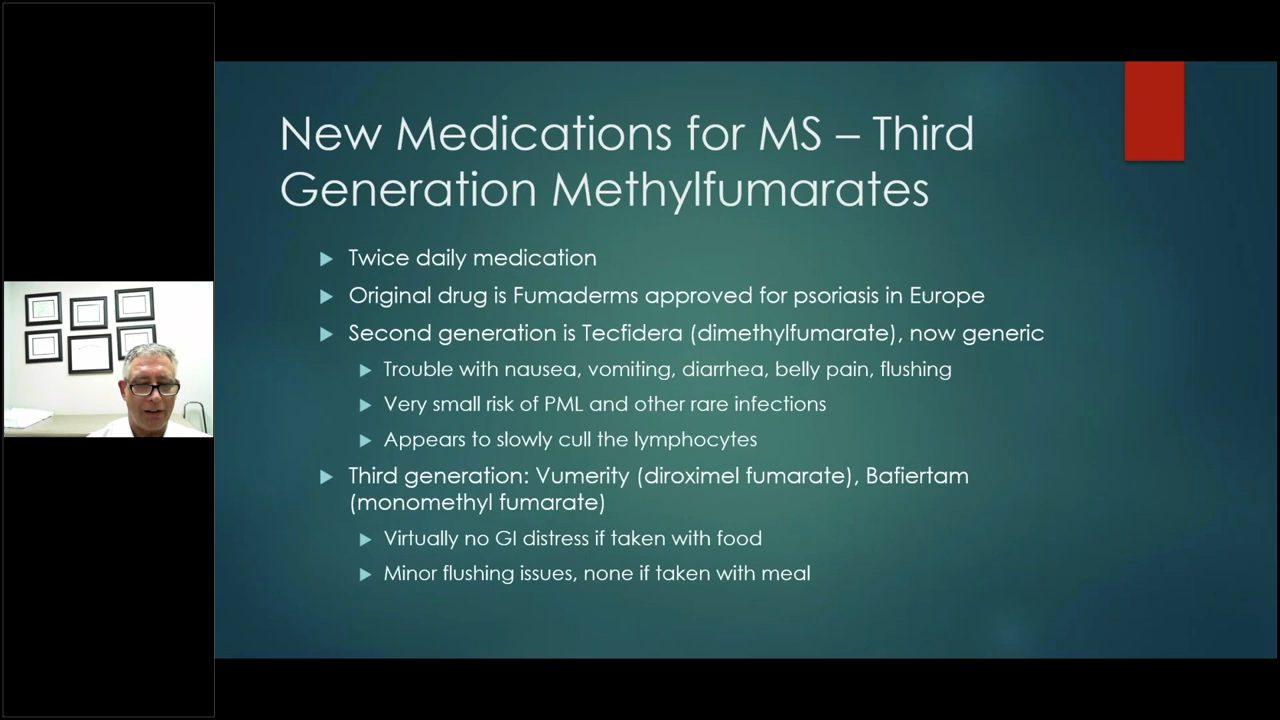 New Medications for MS – Third
Generation Methylfumarates
Twice daily medication
Original drug is Fumaderms approved for psoriasis in Europe
Second generation is Tecfidera (dimethylfumarate), now generic
Trouble with nausea, vomiting, diarrhea, belly pain, flushing
Very small risk of PML and other rare infections
Appears to slowly cull the lymphocytes
Third generation: Vumerity (diroximel fumarate), Bafiertam
(monomethyl fumarate)
Virtually no GI distress if taken with food
Minor flushing issues, none if taken with meal